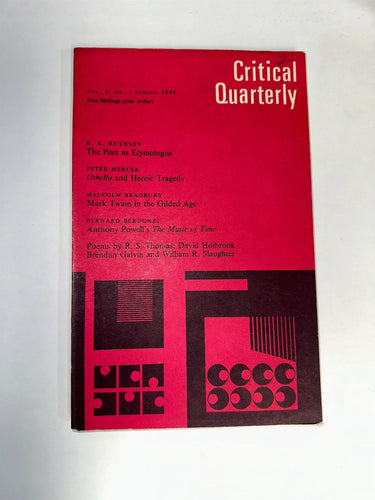 Critical
Quarterly
VOL. 11 NO. 1 SPRING 1969
Five Shillings (One dollar)
K. K. RUTHVEN
The Poet as Etymologist
PETER MERCER
Othello and Heroic Tragedy
MALCOLM BRADBURY
Mark Twain in the Gilded Age
BERNARD BERGONZI
Anthony Powell's The Music of Time
Poems by R. S. Thomas, David Holbrook
Brendan Galvin and William R. Slaughter